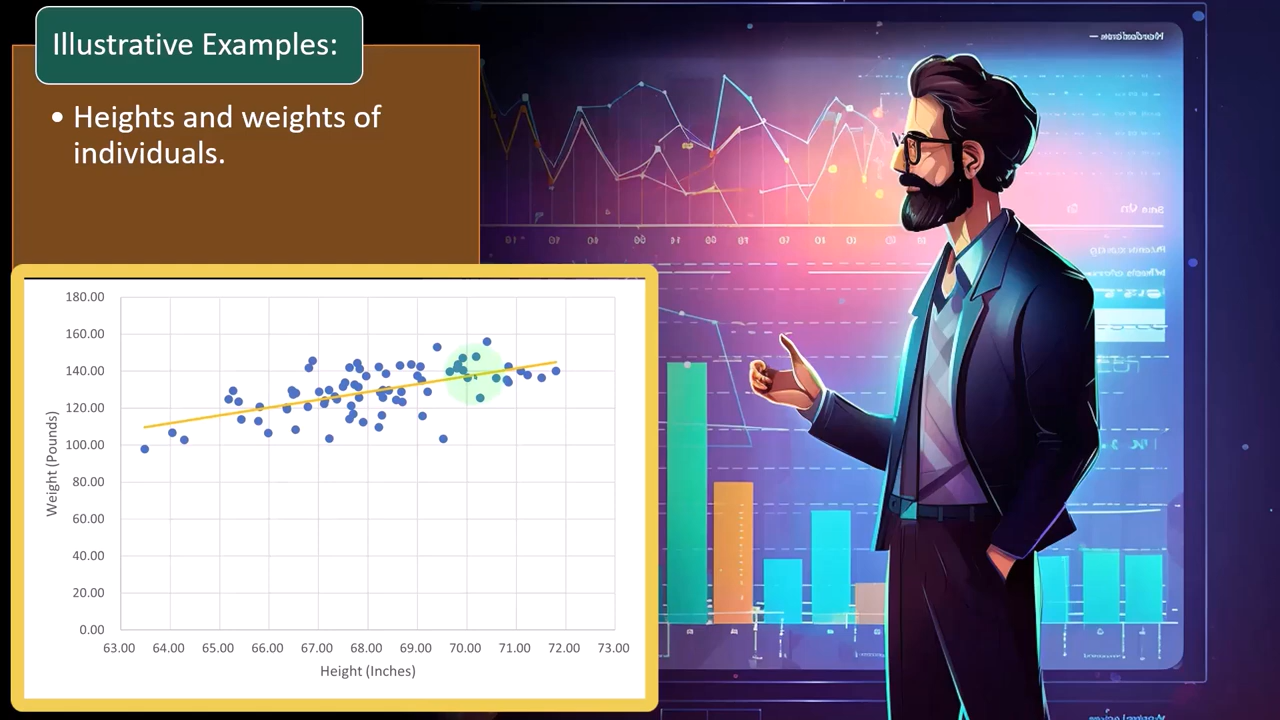 Illustrative Examples:
• Heights and weights of
individuals.
180.00
160.00
140.00
120.00
100.00
80.00
60.00
40.00
20.00
0.00
63.00 64.00 65.00 66.00 67.00 68.00 69.00 70.00 71.00 72.00 73.00
Weight (Pounds)
Height (Inches)